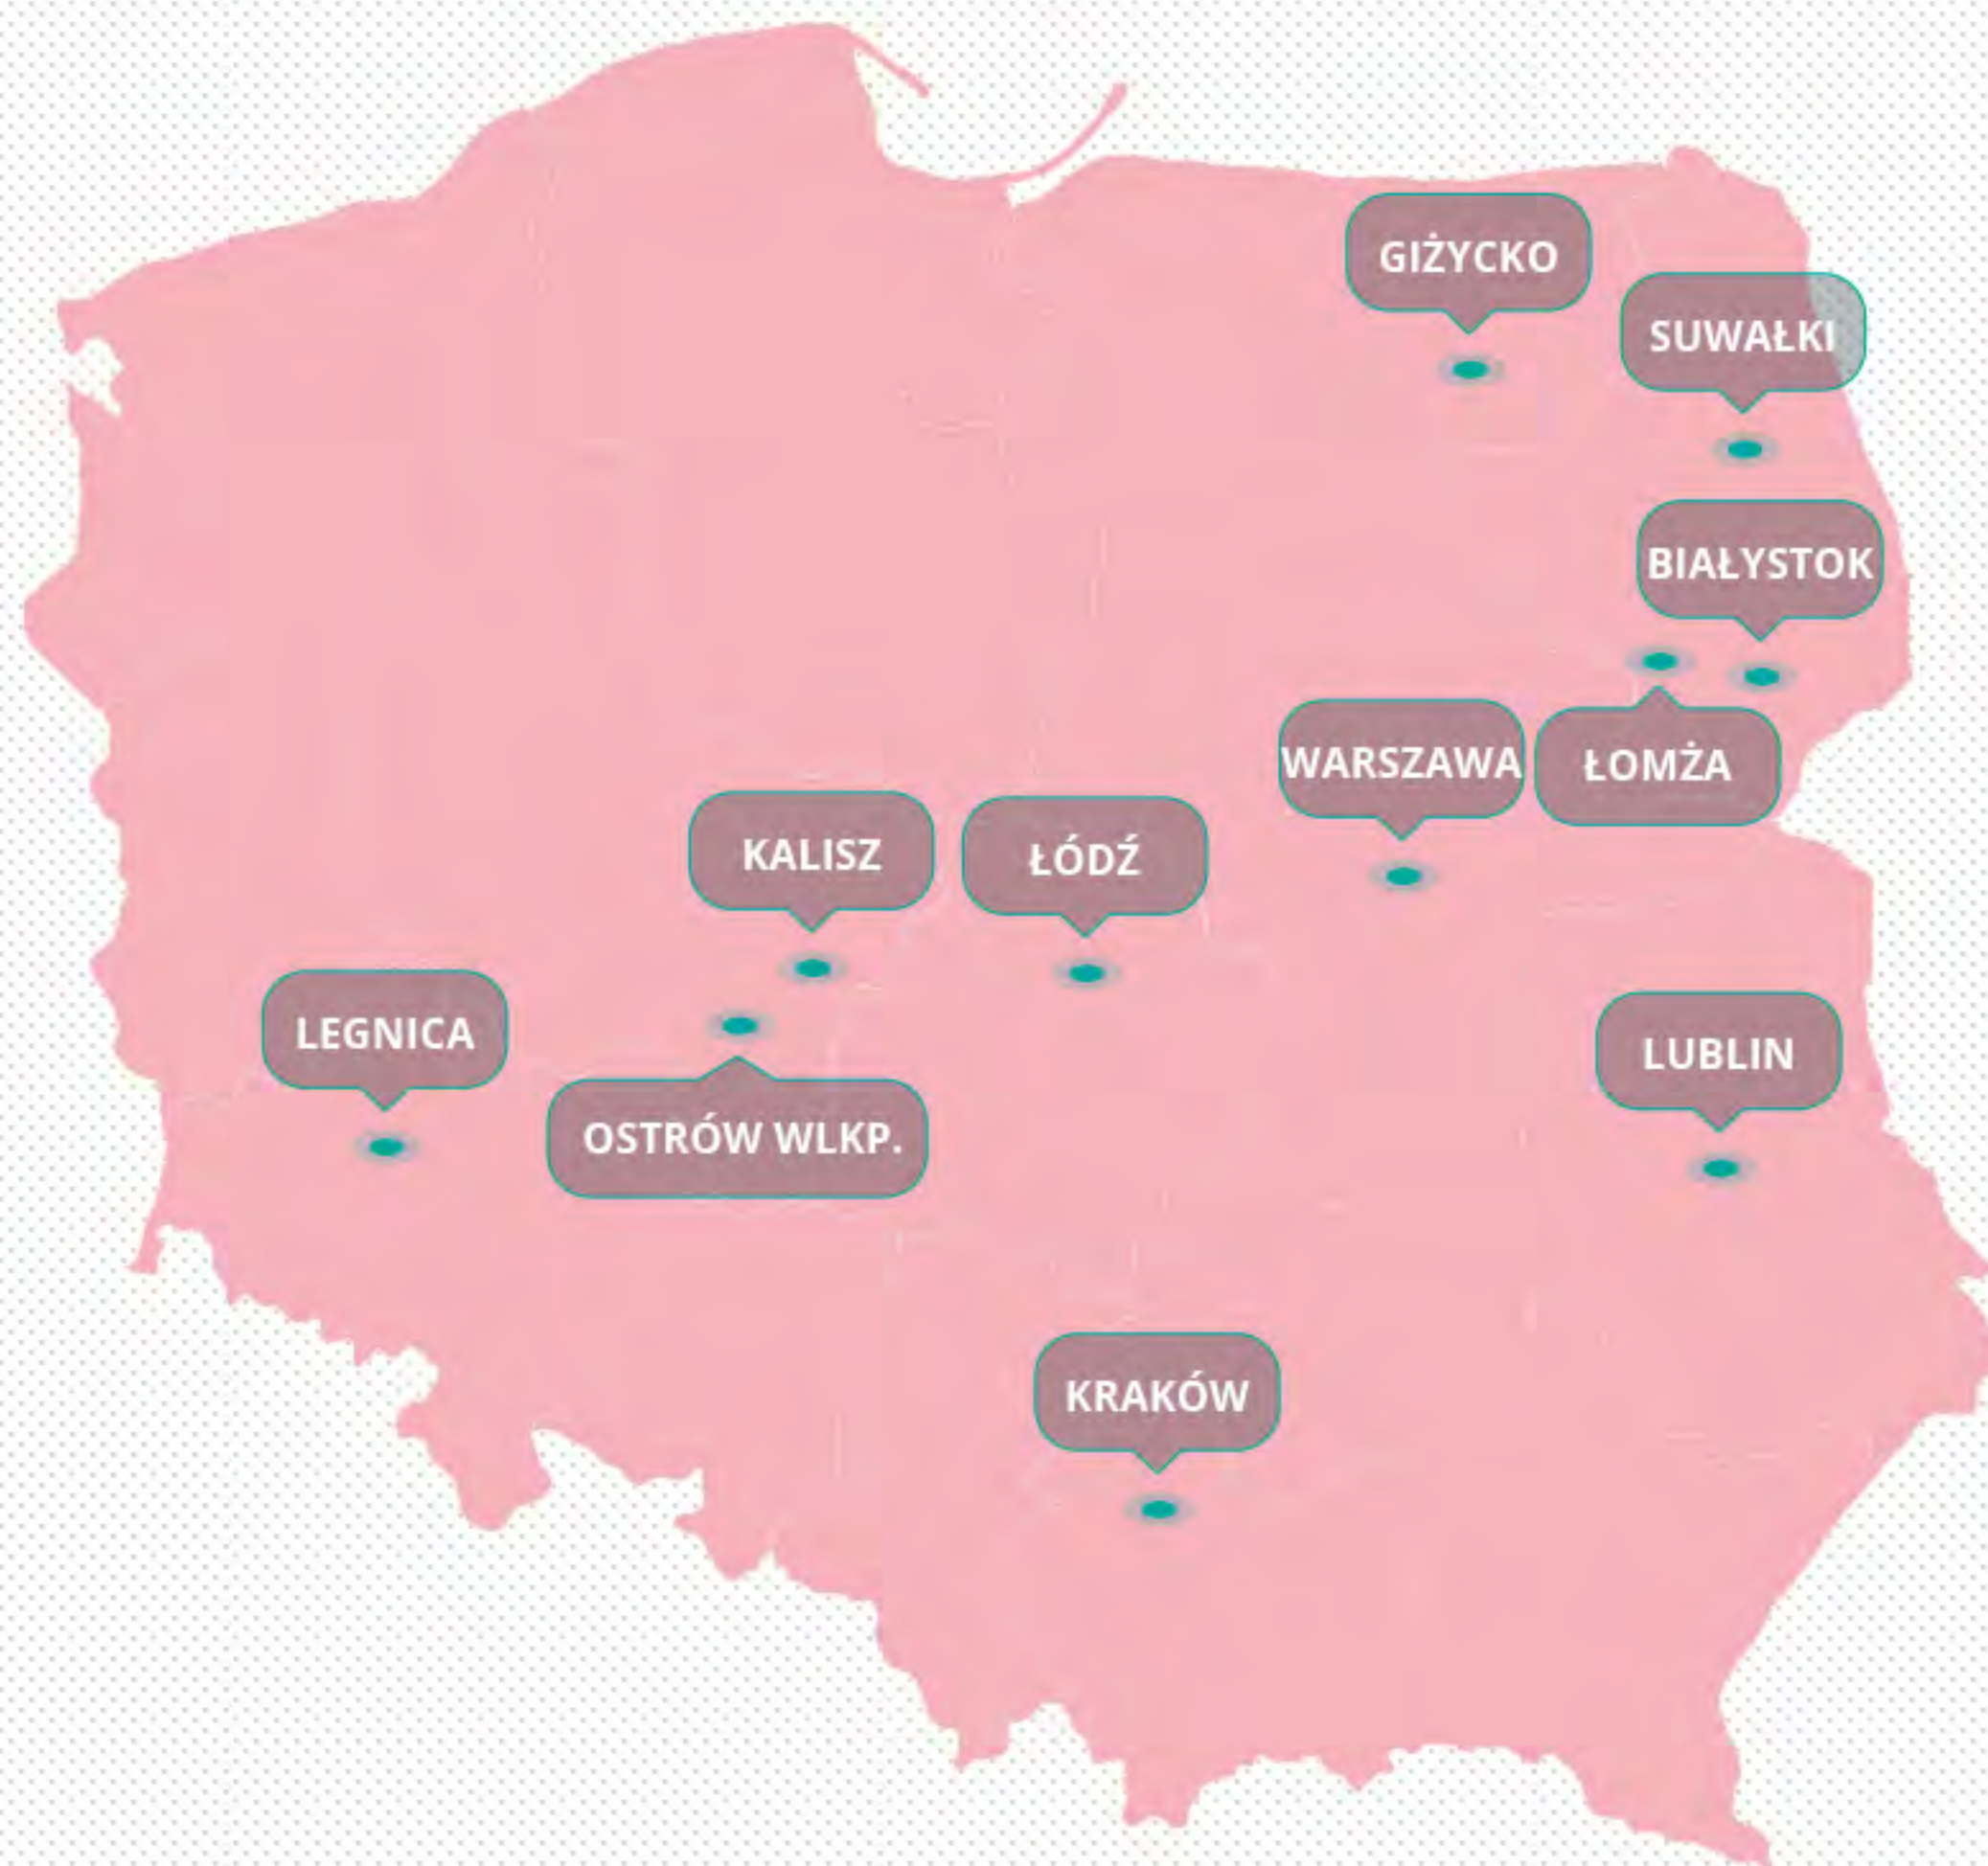 GIŻYCKO
SUWAŁKI
BIAŁYSTOK
WARSZAWA
ŁOMŻA
KALISZ
ŁÓDŹ
LEGNICA
OSTRÓW WLKP.
LUBLIN
KRAKÓW